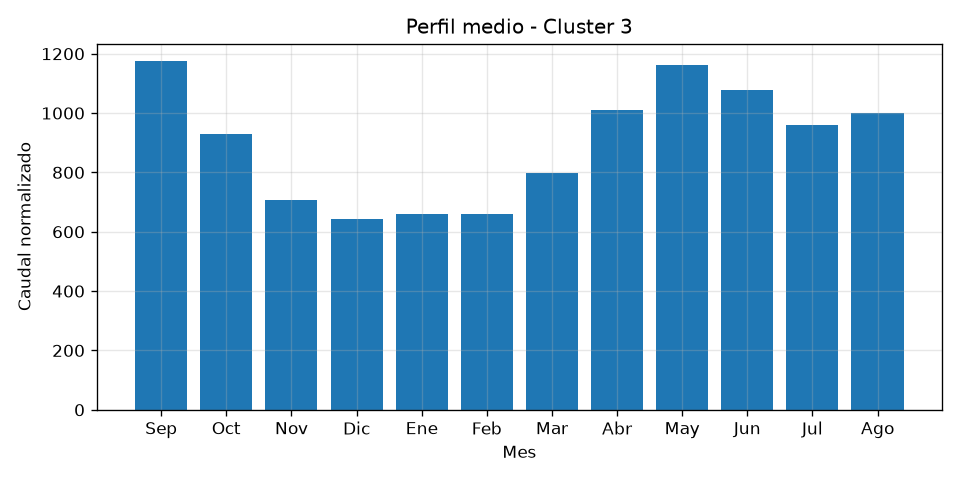 Perfil medio - Cluster 3
Caudal normalizado
1200
1000
800
600
400
200
0
Sep Oct Nov Dic Ene Feb Mar Abr May Jun Jul Ago
Mes